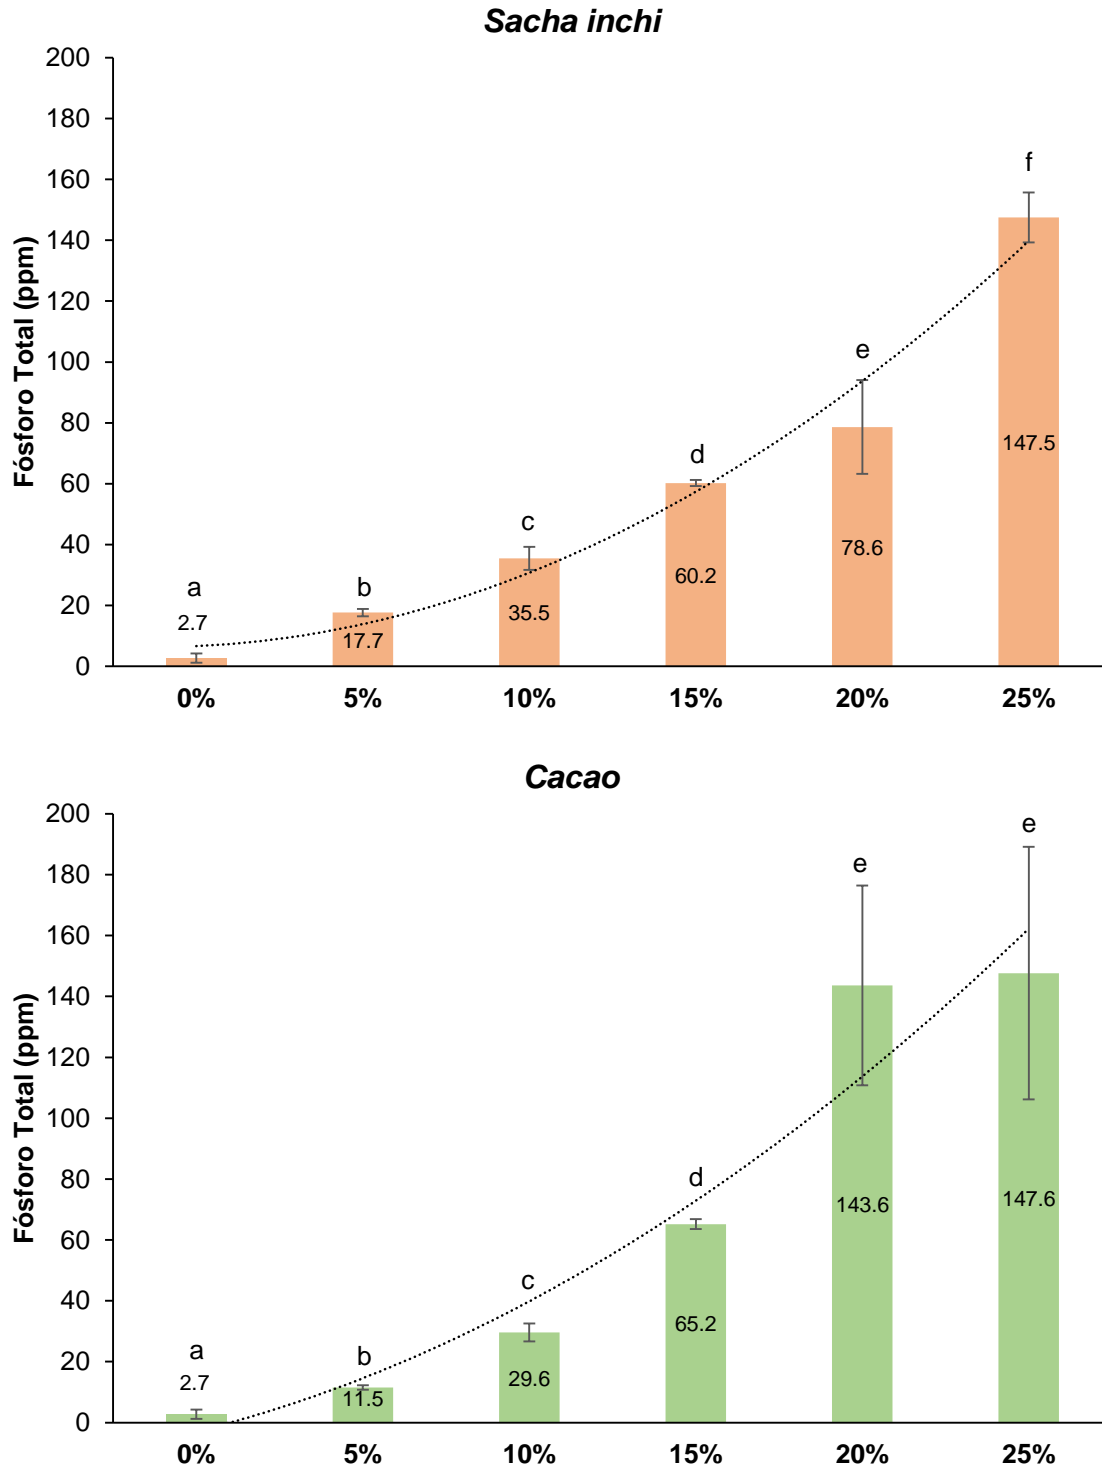 Sacha inchi
Fósforo Total (ppm)
200
180
160
140
120
100
80
60
40
20
0
a
b
c
d
e
f
2.7
17.7
35.5
60.2
78.6
147.5
0% 5% 10% 15% 20% 25%
Cacao
Fósforo Total (ppm)
200
180
160
140
120
100
80
60
40
20
0
a
b
c
d
e
e
2.7
11.5
29.6
65.2
143.6
147.6
0% 5% 10% 15% 20% 25%